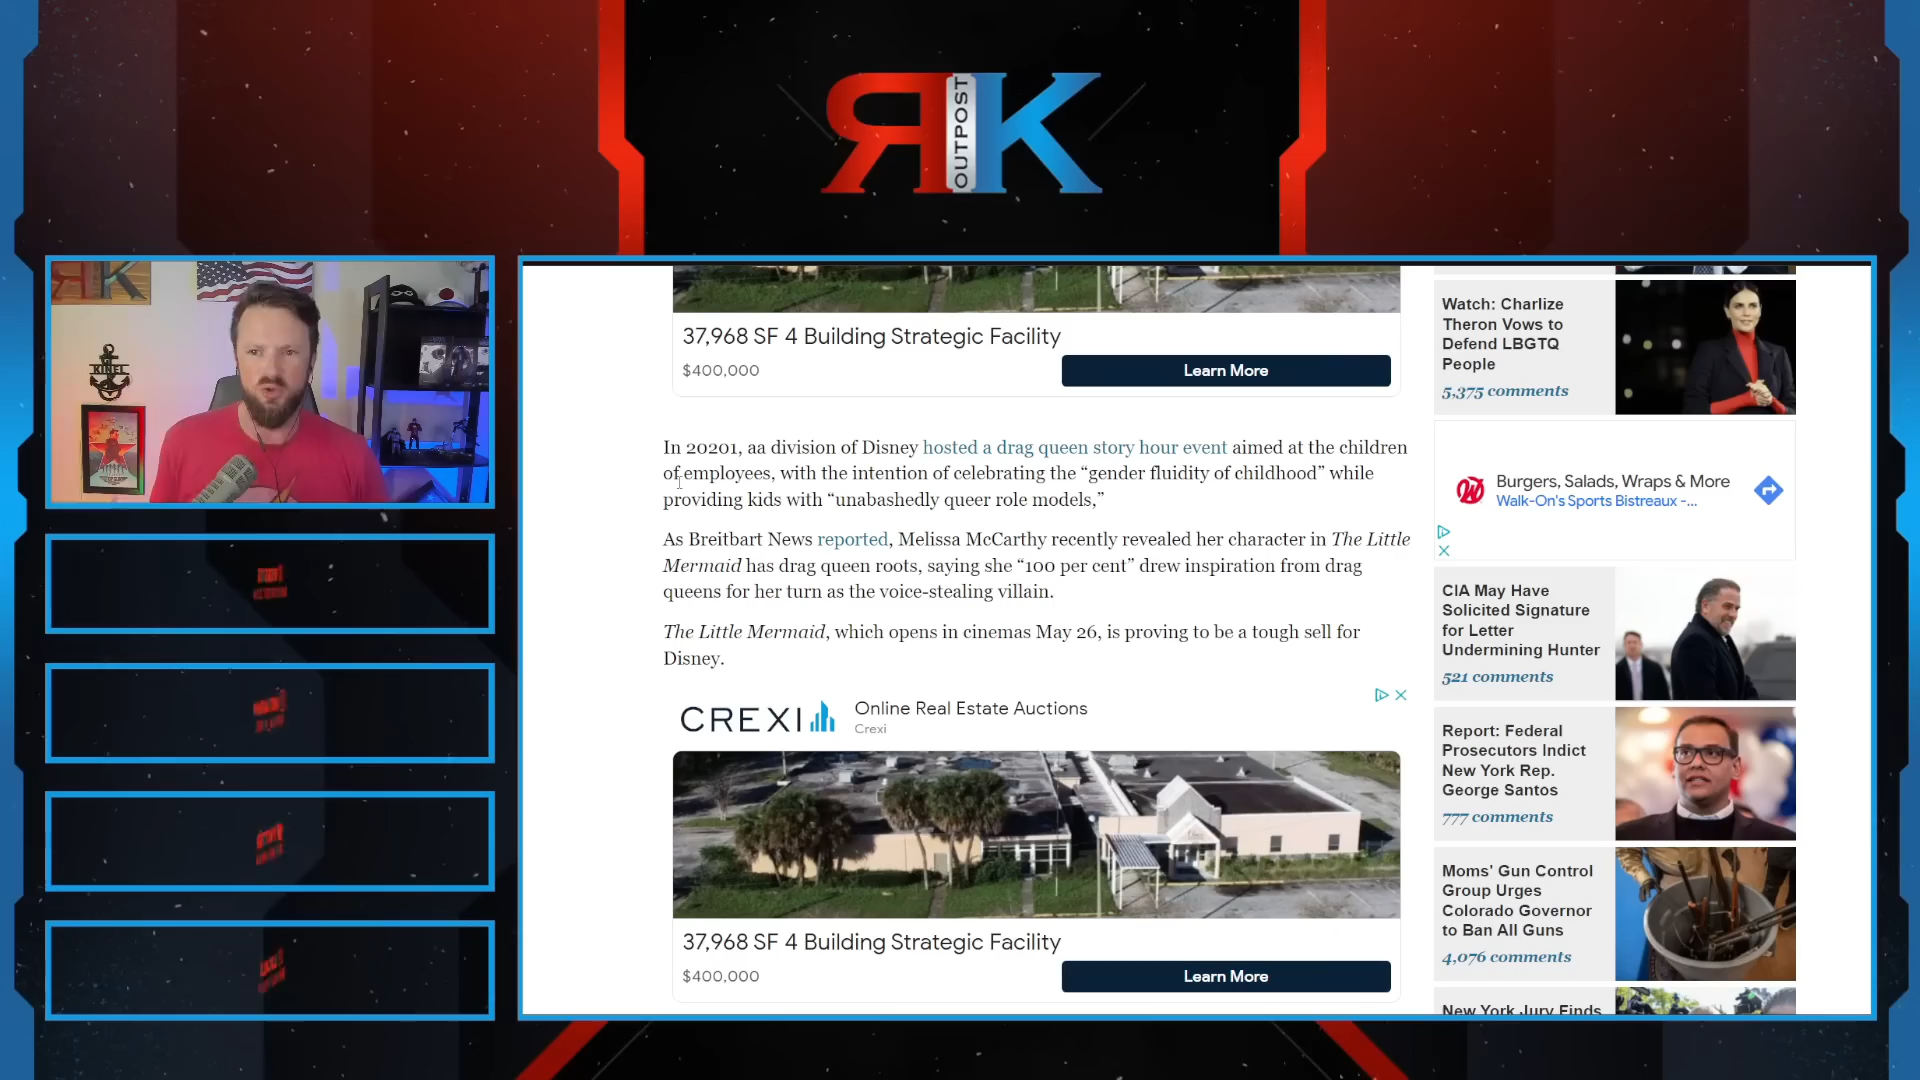 RK
OUTPOST
RK
KINEL
37,968 SF 4 Building Strategic Facility
$400,000
Learn More
In 20201, aa division of Disney hosted a drag queen story hour event aimed at the children
of employees, with the intention of celebrating the “gender fluidity of childhood” while
providing kids with “unabashedly queer role models,”
As Breitbart News reported, Melissa McCarthy recently revealed her character in The Little
Mermaid has drag queen roots, saying she “100 per cent” drew inspiration from drag
queens for her turn as the voice-stealing villain.
The Little Mermaid, which opens in cinemas May 26, is proving to be a tough sell for
Disney.
CREXI
Online Real Estate Auctions
Crexi
37,968 SF 4 Building Strategic Facility
$400,000
Learn More
Watch: Charlize
Theron Vows to
Defend LBGTQ
People
5,375 comments
Burgers, Salads, Wraps & More
Walk-On's Sports Bistreaux -...
CIA May Have
Solicited Signature
for Letter
Undermining Hunter
521 comments
Report: Federal
Prosecutors Indict
New York Rep.
George Santos
777 comments
Moms' Gun Control
Group Urges
Colorado Governor
to Ban All Guns
4,076 comments
New York Jury Finds